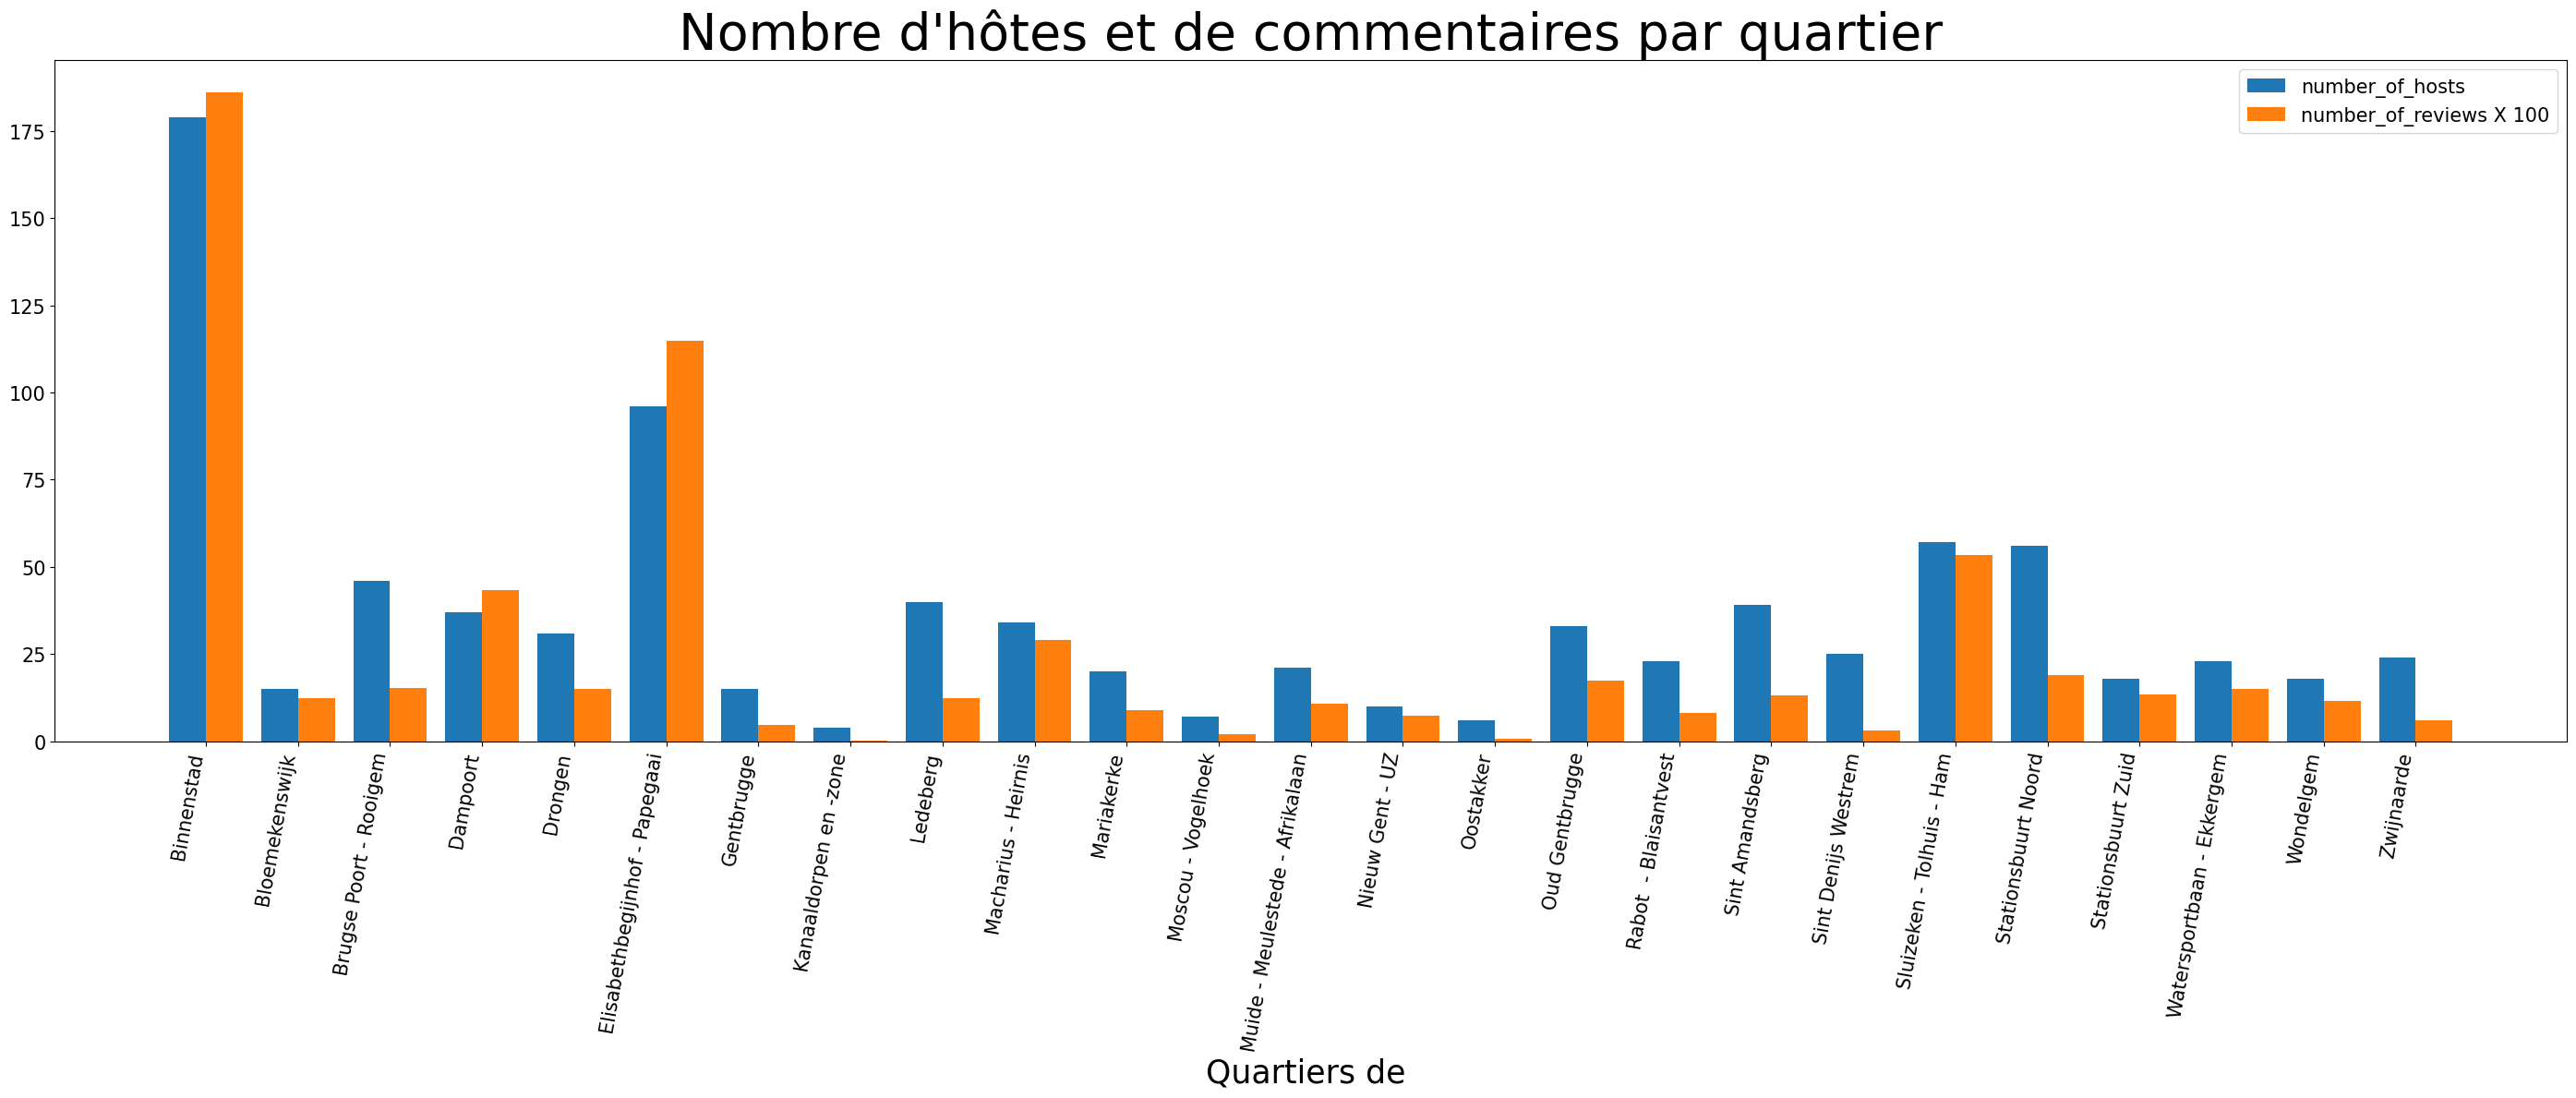 Nombre d'hôtes et de commentaires par quartier
number_of_hosts
number_of_reviews X 100
175
150
125
100
75
50
25
0
Binnenstad
Bloemekenswijk
Brugse Poort - Rooigem
Dampoort
Drongen
Elisabethbegijnhof - Papegaai
Gentbrugge
Kanaaldorpen en -zone
Ledeberg
Macharius - Heirnis
Mariakerke
Moscou - Vogelhoek
Muide - Meulestede - Afrikalaan
Nieuw Gent - UZ
Oostakker
Oud Gentbrugge
Rabot  - Blaisantvest
Sint Amandsberg
Sint Denijs Westrem
Sluizeken - Tolhuis - Ham
Stationsbuurt Noord
Stationsbuurt Zuid
Watersportbaan - Ekkergem
Wondelgem
Zwijnaarde
Quartiers de